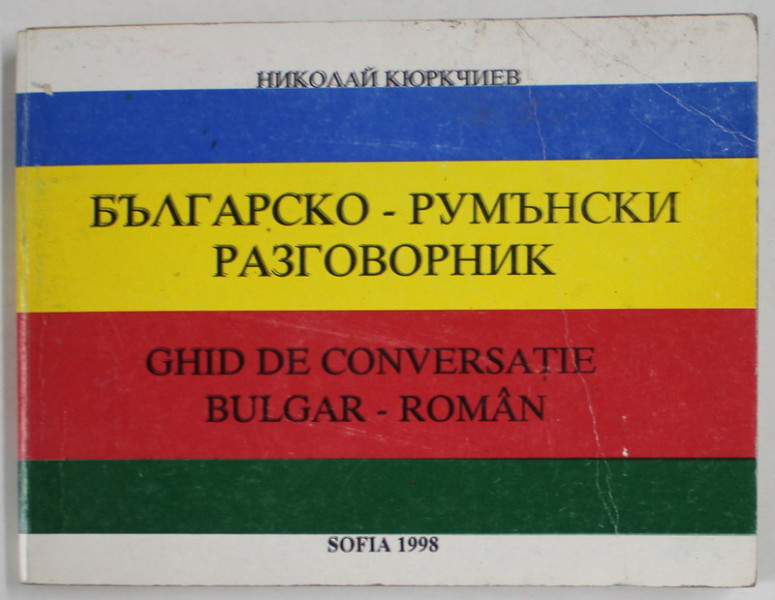 НИКОЛАЙ КЮРКЧИЕВ
БЪЛГАРСКО - РУМЪНСКИ
РАЗГОВОРНИК
GHID DE CONVERSAȚIE
BULGAR - ROMÂN
SOFIA 1998